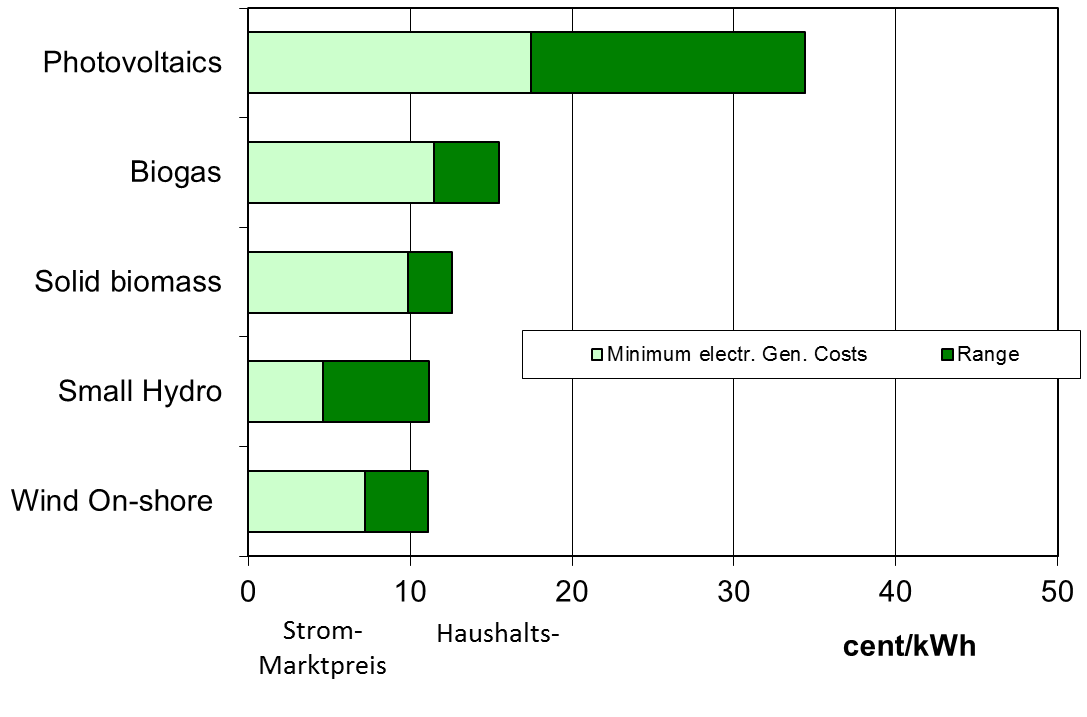 Photovoltaics
Biogas
Solid biomass
Minimum electr. Gen. Costs
Range
Small Hydro
Wind On-shore
0 10 20 30 40 50
Strom-
Marktpreis
Haushalts-
cent/kWh